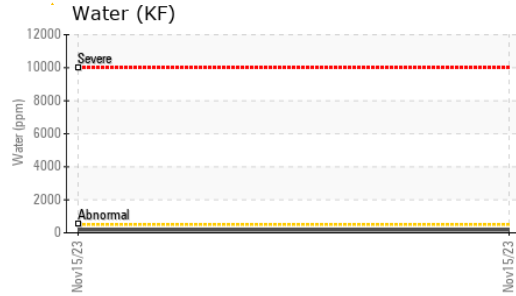 Water (KF)
12000
Severe
10000
8000
6000
4000
2000
Abnormal
0
Water (ppm)
Nov15/23
Nov15/23